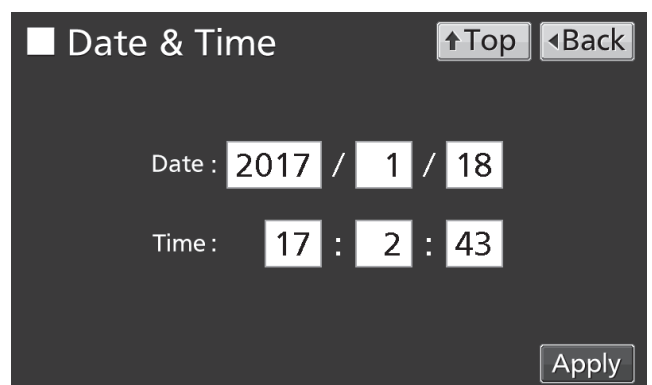 Date & Time ↑Top ◂Back
Date : 2017 / 1 / 18
Time : 17 : 2 : 43
Apply